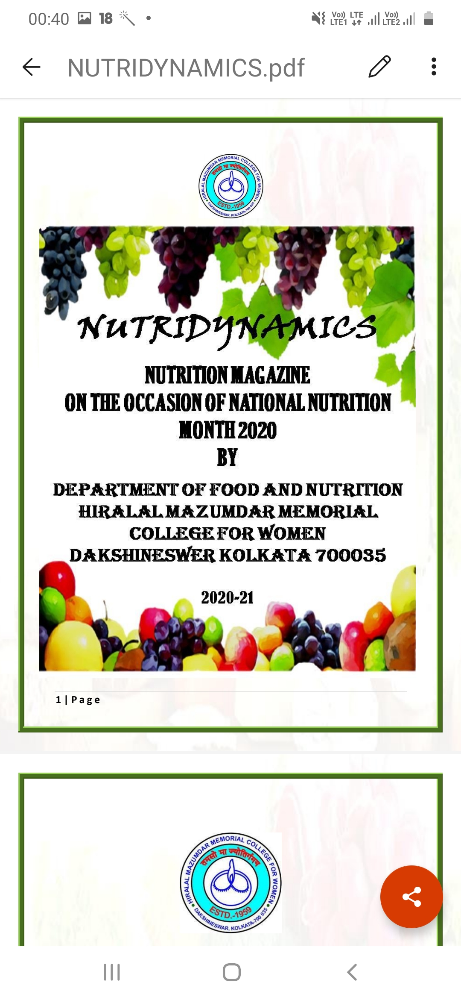 00:40 18 Vo)) LTE1 LTE Vo)) LTE2
NUTRIDYNAMICS.pdf
HIRALAL MAZUMDAR MEMORIAL COLLEGE FOR WOMEN
तमसो मा ज्योतिर्गमय
ESTD.-1959
DAKSHINESWAR, KOLKATA-700 035
NUTRIDYNAMICS
NUTRITION MAGAZINE
ON THE OCCASION OF NATIONAL NUTRITION
MONTH 2020
BY
DEPARTMENT OF FOOD AND NUTRITION
HIRALAL MAZUMDAR MEMORIAL
COLLEGE FOR WOMEN
DAKSHINESWER KOLKATA 700035
2020-21
1 | Page
HIRALAL MAZUMDAR MEMORIAL COLLEGE FOR WOMEN
तमसो मा ज्योतिर्गमय
ESTD.-1959
DAKSHINESWAR, KOLKATA-700 035